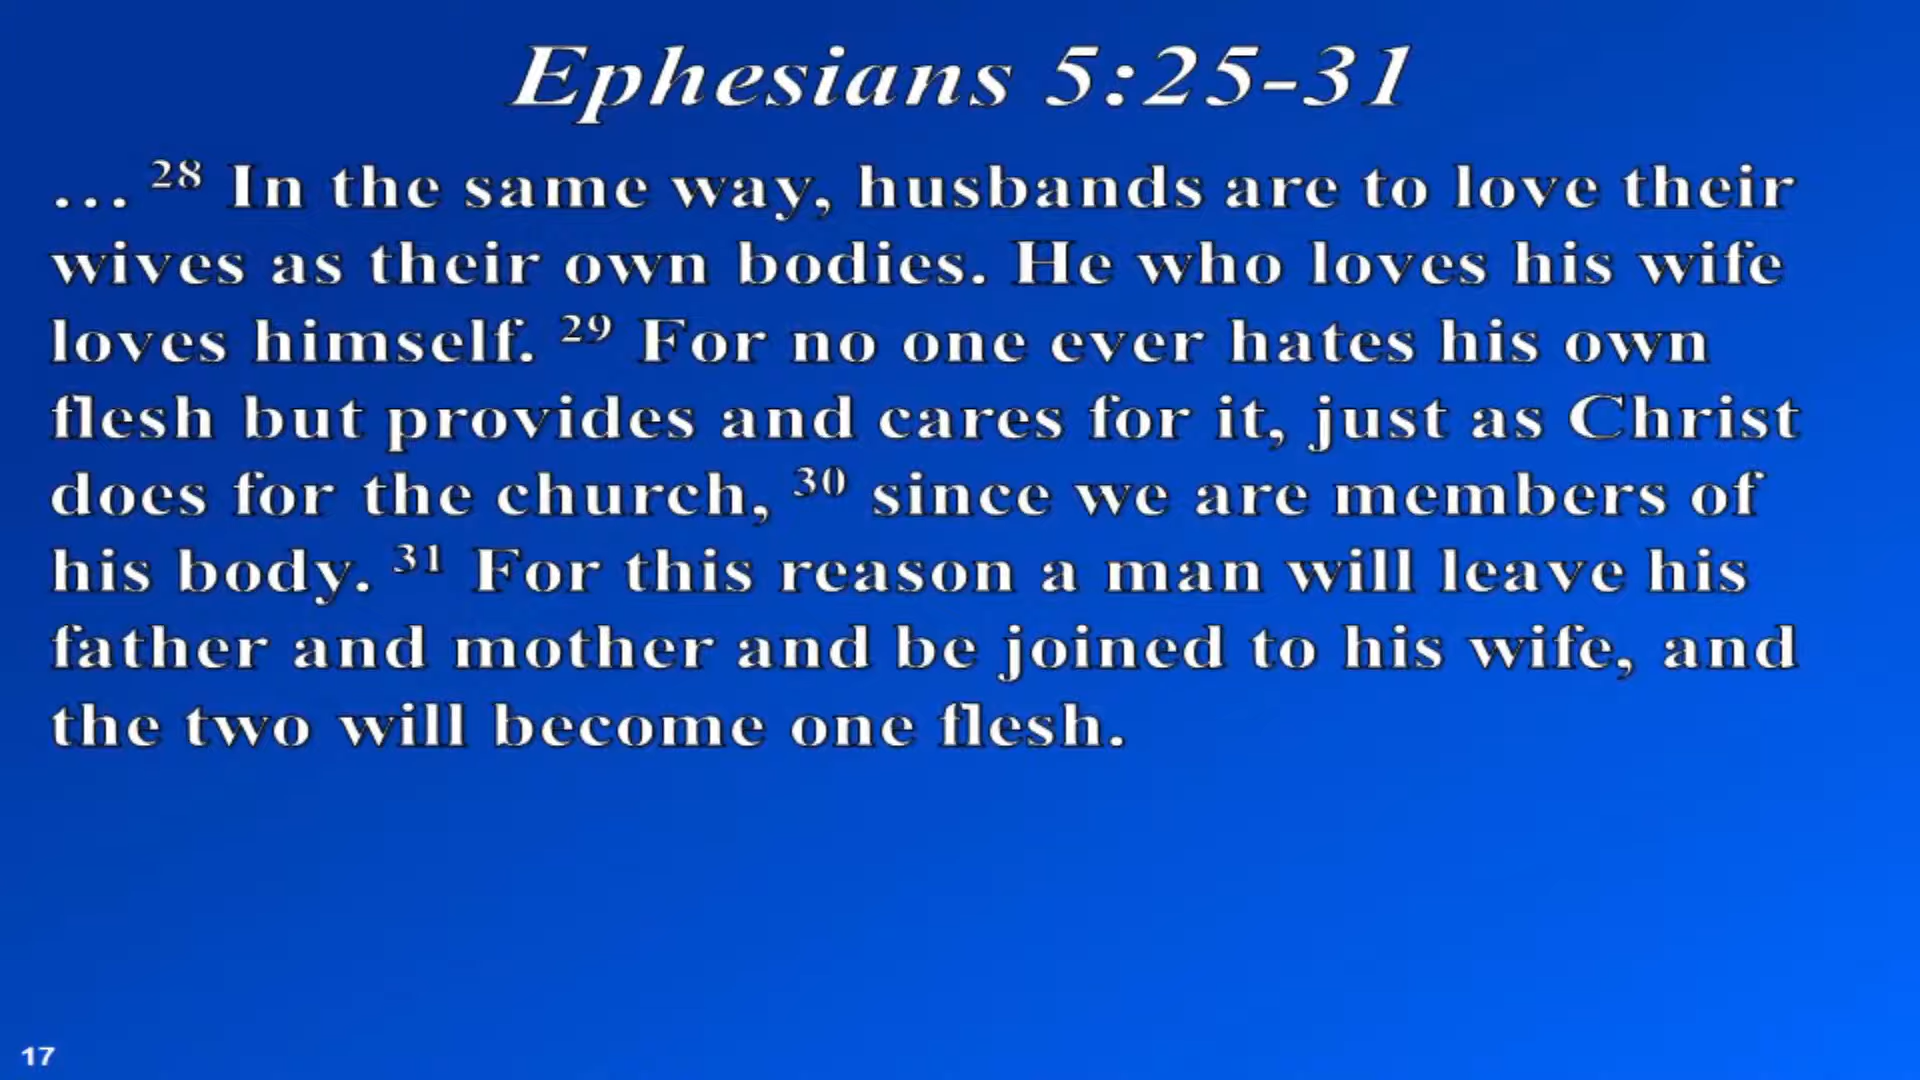 Ephesians 5:25-31
… 28 In the same way, husbands are to love their
wives as their own bodies. He who loves his wife
loves himself. 29 For no one ever hates his own
flesh but provides and cares for it, just as Christ
does for the church, 30 since we are members of
his body. 31 For this reason a man will leave his
father and mother and be joined to his wife, and
the two will become one flesh.
17